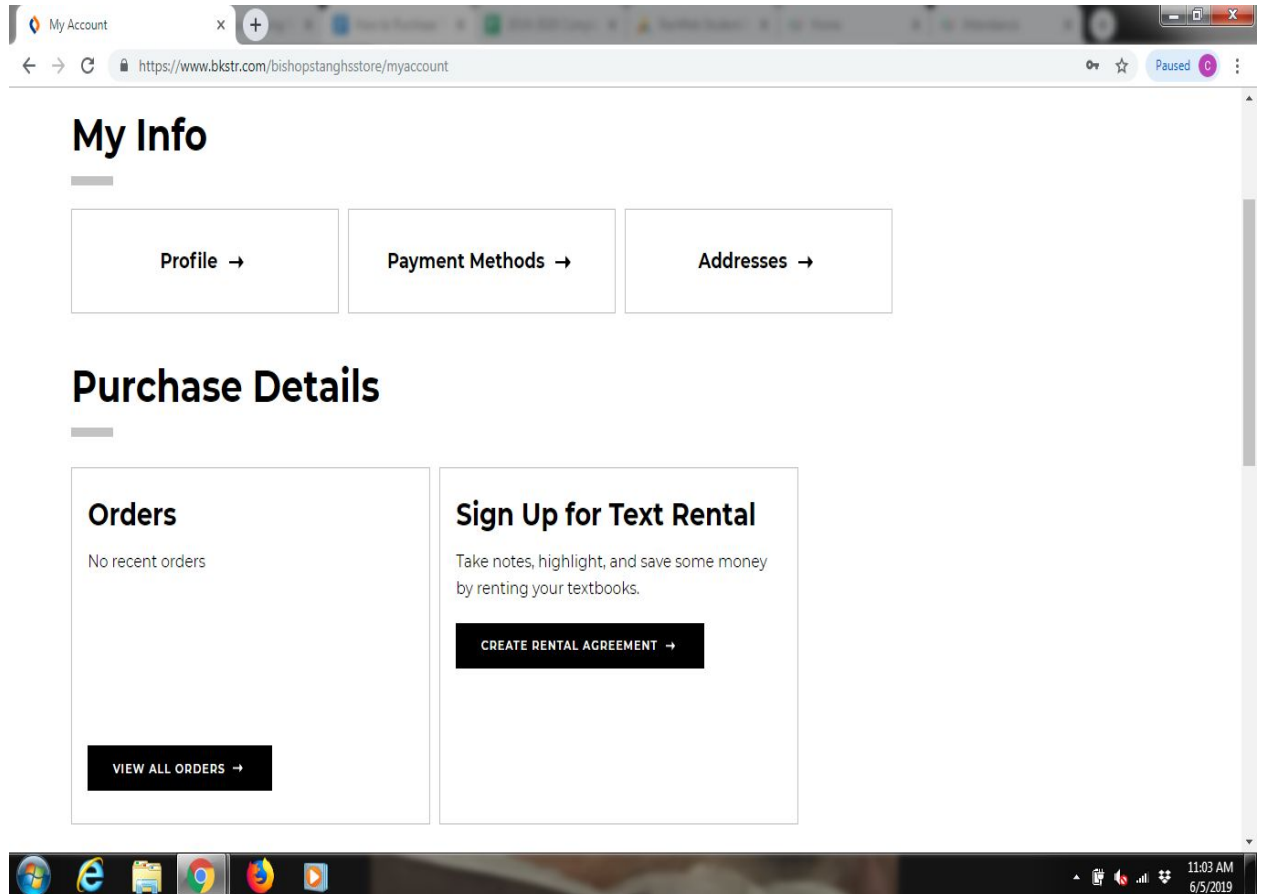 My Account
https://www.bkstr.com/bishopstanghsstore/myaccount
Paused C
My Info
Profile →
Payment Methods →
Addresses →
Purchase Details
Orders
No recent orders
VIEW ALL ORDERS →
Sign Up for Text Rental
Take notes, highlight, and save some money
by renting your textbooks.
CREATE RENTAL AGREEMENT →
11:03 AM
6/5/2019